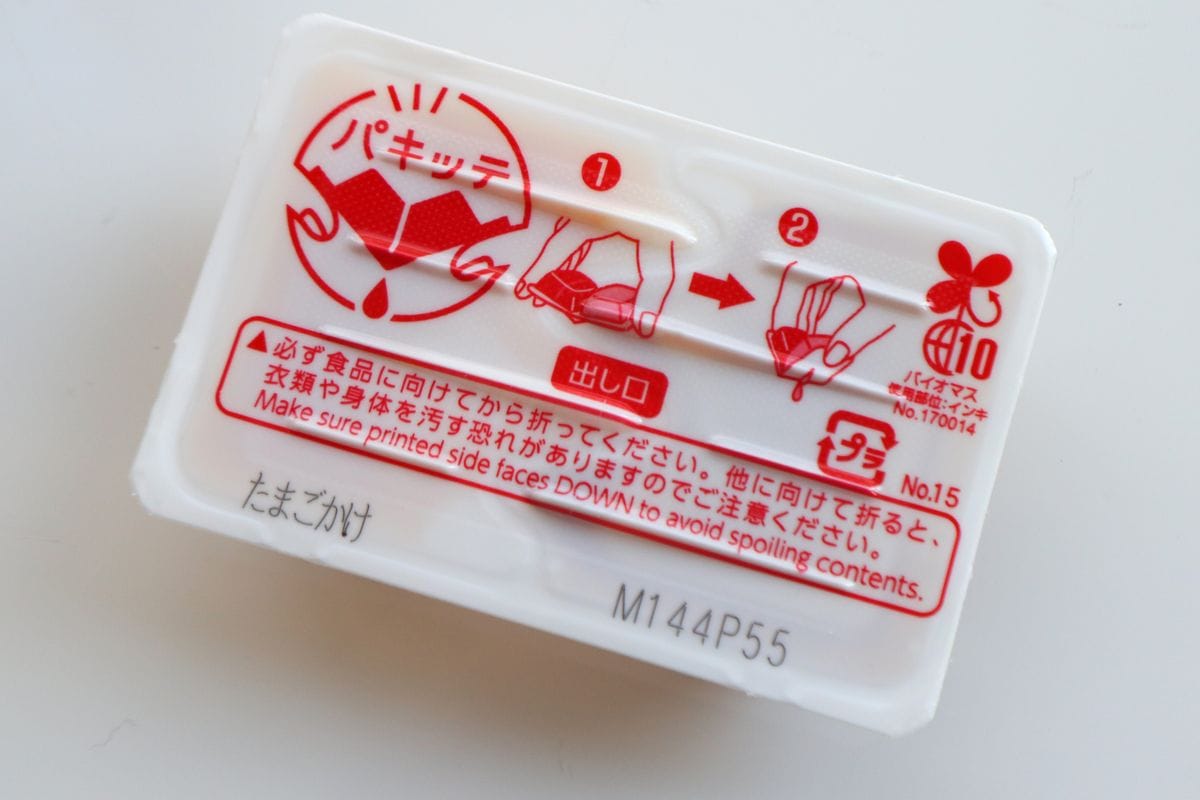 パキッテ
1
2
出し口
10
バイオマス
使用部位:インキ
No.170014
プラ
No.15
▲必ず食品に向けてから折ってください。他に向けて折ると、
衣類や身体を汚す恐れがありますのでご注意ください。
Make sure printed side faces DOWN to avoid spoiling contents.
たまごかけ
M144P55